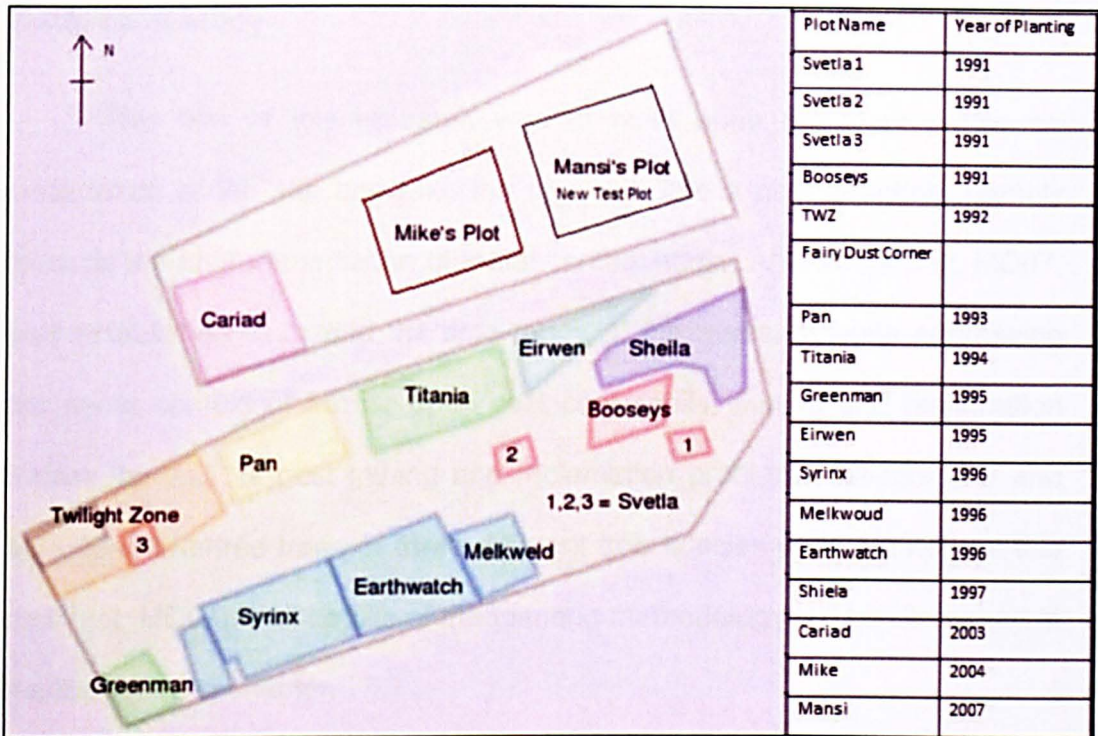 N
Mansi's Plot
New Test Plot
Mike's Plot
Cariad
Eirwen
Sheila
Titania
Booseys
2
1
Pan
1,2,3 = Svetla
Twilight Zone
3
Melkweld
Earthwatch
Syrinx
Greenman
Plot Name Year of Planting
Svetla 1 1991
Svetla 2 1991
Svetla 3 1991
Booseys 1991
TWZ 1992
Fairy Dust Corner
Pan 1993
Titania 1994
Greenman 1995
Eirwen 1995
Syrinx 1996
Melkwoud 1996
Earthwatch 1996
Shiela 1997
Cariad 2003
Mike 2004
Mansi 2007